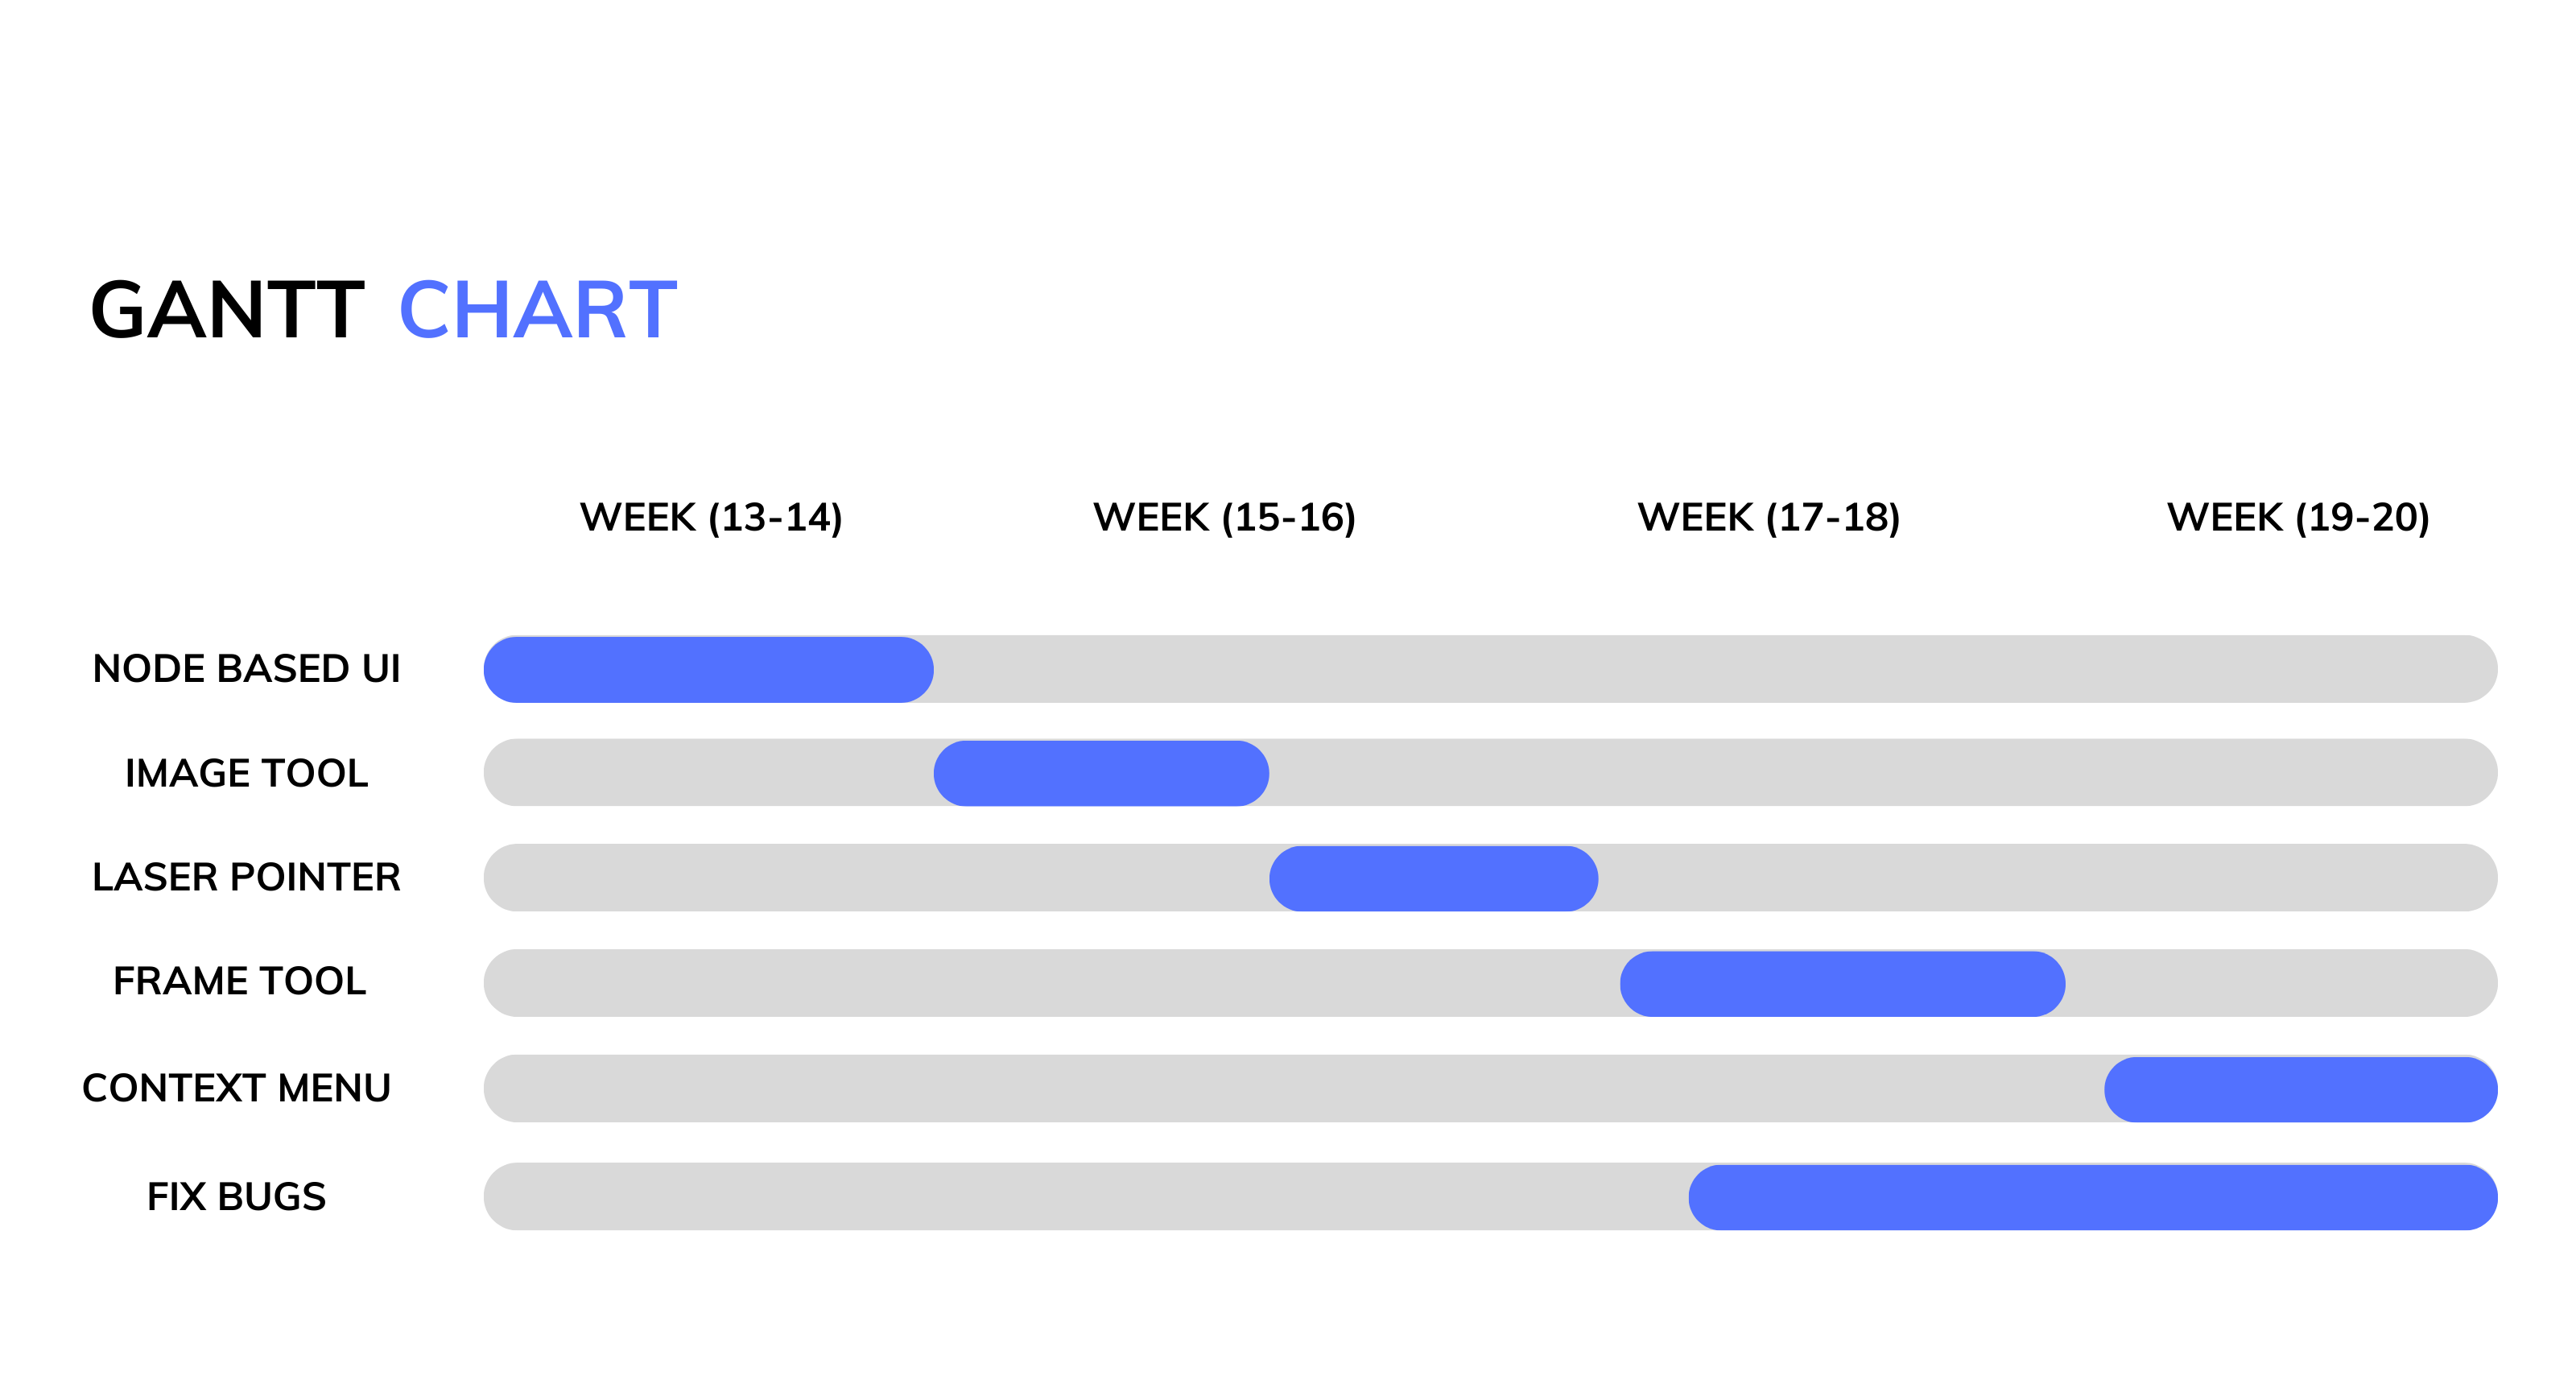 GANTT CHART
WEEK (13-14) WEEK (15-16) WEEK (17-18) WEEK (19-20)
NODE BASED UI
IMAGE TOOL
LASER POINTER
FRAME TOOL
CONTEXT MENU
FIX BUGS